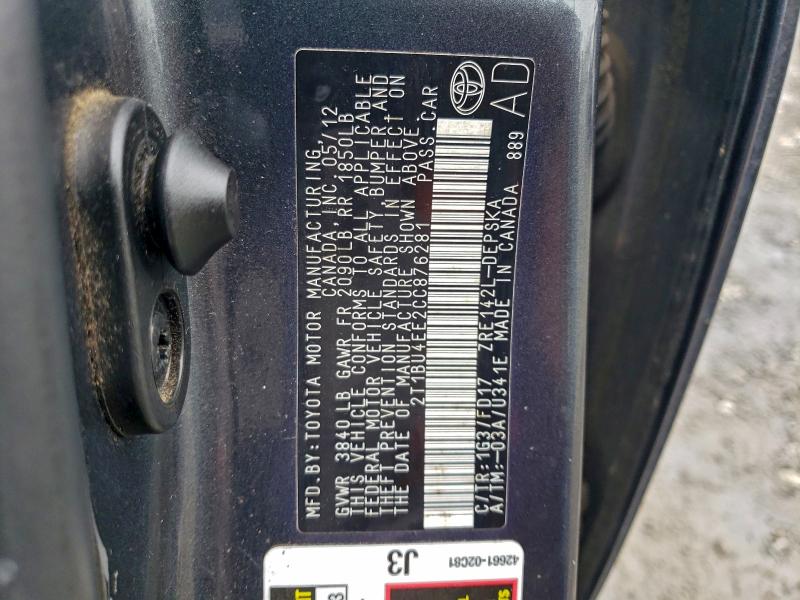 MFD. BY: TOYOTA MOTOR MANUFACTURING
CANADA, INC. 05/12
GVWR 3840 LB GAWR FR 2090LB, RR 1850LB
THIS VEHICLE CONFORMS TO ALL APPLICABLE
FEDERAL MOTOR VEHICLE SAFETY, BUMPER AND
THEFT PREVENTION STANDARDS IN EFFECT ON
THE DATE OF MANUFACTURE SHOWN ABOVE.
2T1BU4EE2CC876281 PASS. CAR
AD
C/TR:1G3/FD17 ZRE142L-DEPSKA
A/TM:-03A/U341E MADE IN CANADA 889
42661-02C81
J3